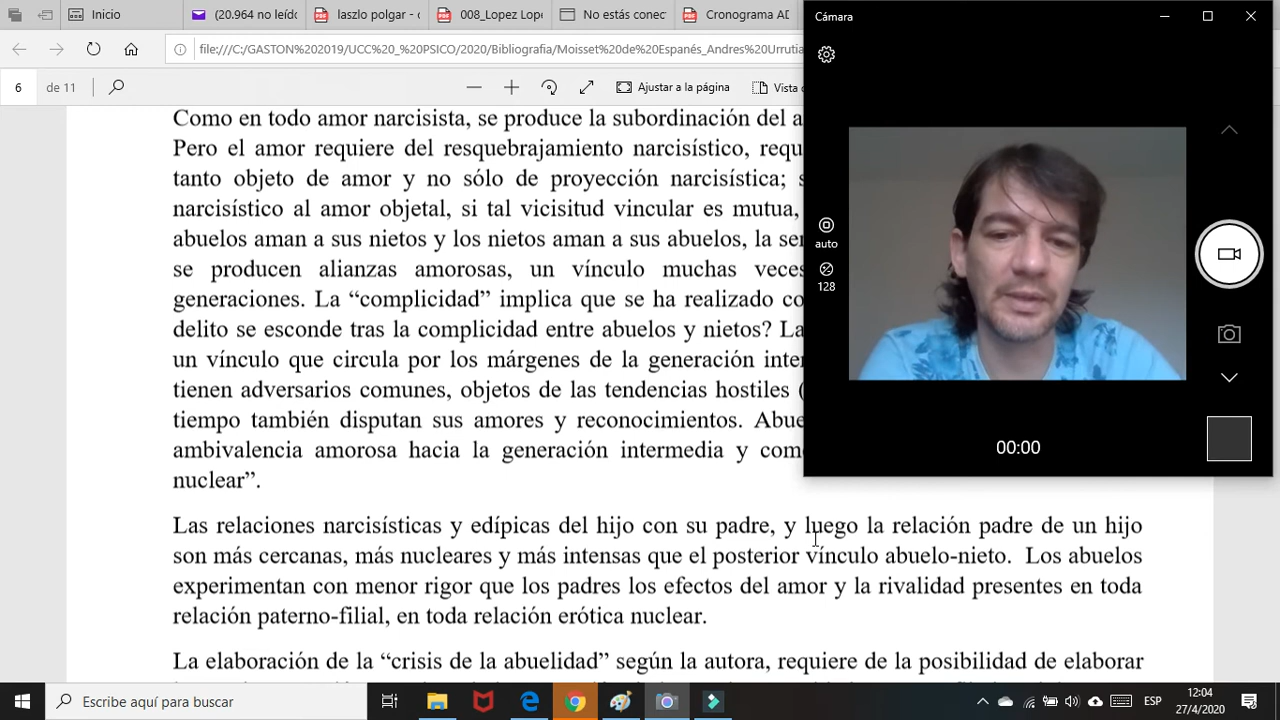 Inicio
(20.964 no leído
laszlo polgar - c
008_Lopez Lope
No estás conec
Cronograma AD
Cámara
file:///C:/GASTON%202019/UCC%20_%20PSICO/2020/Bibliografia/Moisset%20de%20Espanés_Andres%20Urrutia
6 de 11
Ajustar a la página
Vista d
Como en todo amor narcisista, se produce la subordinación del a
Pero el amor requiere del resquebrajamiento narcisístico, requ
tanto objeto de amor y no sólo de proyección narcisística; s
narcisístico al amor objetal, si tal vicisitud vincular es mutua,
abuelos aman a sus nietos y los nietos aman a sus abuelos, la sen
se producen alianzas amorosas, un vínculo muchas veces
generaciones. La “complicidad” implica que se ha realizado co
delito se esconde tras la complicidad entre abuelos y nietos? La
un vínculo que circula por los márgenes de la generación inter
tienen adversarios comunes, objetos de las tendencias hostiles (
tiempo también disputan sus amores y reconocimientos. Abue
ambivalencia amorosa hacia la generación intermedia y com
nuclear”.
auto
128
00:00
Las relaciones narcisísticas y edípicas del hijo con su padre, y luego la relación padre de un hijo
son más cercanas, más nucleares y más intensas que el posterior vínculo abuelo-nieto. Los abuelos
experimentan con menor rigor que los padres los efectos del amor y la rivalidad presentes en toda
relación paterno-filial, en toda relación erótica nuclear.
La elaboración de la “crisis de la abuelidad” según la autora, requiere de la posibilidad de elaborar
Escribe aquí para buscar
ESP
12:04
27/4/2020